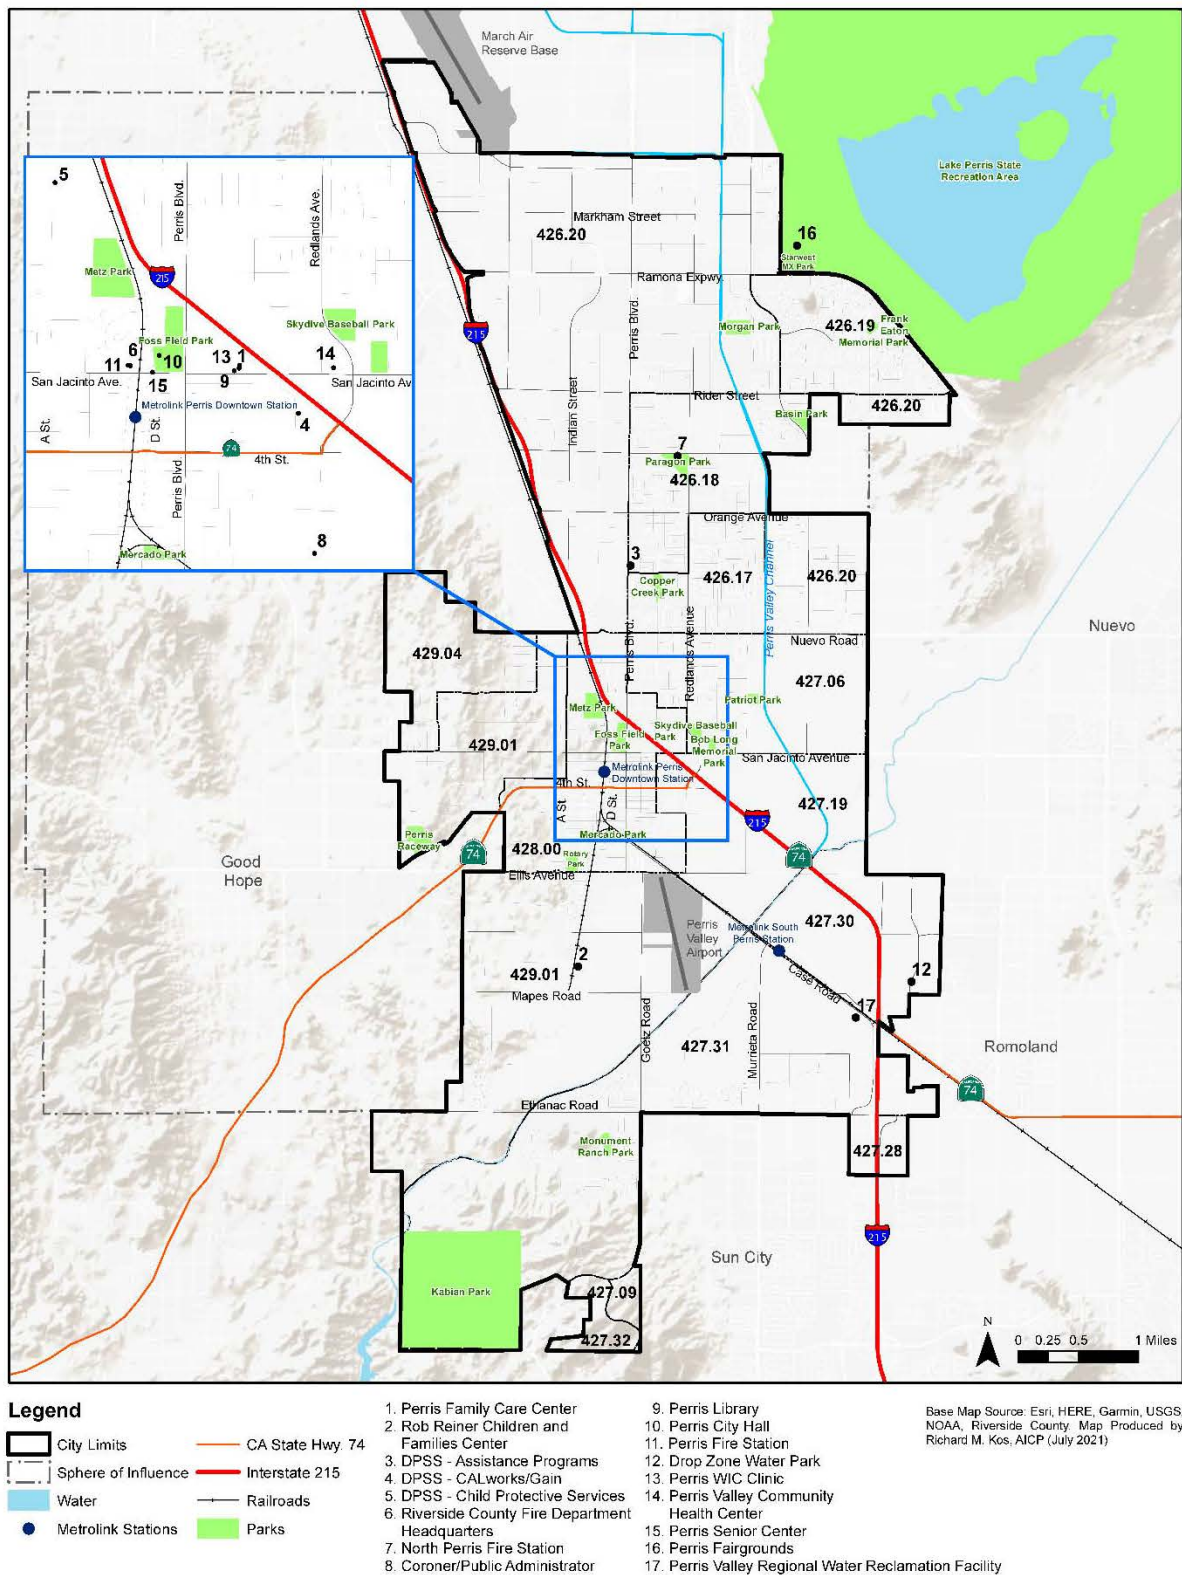 March Air
Reserve Base
Lake Perris State
Recreation Area
Markham Street
426.20
16
Starwest
MX Park
Ramona Expwy.
Perris Blvd.
Indian Street
215
Morgan Park
426.19
Frank
Eaton
Memorial Park
Rider Street
Basin Park
426.20
7
Paragon Park
426.18
Orange Avenue
3
426.17
426.20
Copper
Creek Park
Perris Valley Channel
Redlands Avenue
Perris Blvd.
Nuevo Road
Nuevo
5
Perris Blvd.
Redlands Ave.
Metz Park
215
Skydive Baseball Park
Foss Field Park
6
11
10
13
1
14
San Jacinto Ave.
15
9
San Jacinto Av
Metrolink Perris Downtown Station
4
A St.
D St.
74
4th St.
Perris Blvd.
8
Mercado Park
429.04
427.06
Metz Park
Patriot Park
Foss Field
Park
Skydive Baseball
Park
Bob Long
Memorial
Park
429.01
San Jacinto Avenue
Metrolink Perris
Downtown Station
4th St.
A St.
D St.
427.19
215
Mercado Park
Perris
Raceway
74
74
428.00
Rotary
Park
Good
Hope
Ellis Avenue
Perris
Valley
Airport
Metrolink South
Perris Station
427.30
2
429.01
12
Mapes Road
Case Road
17
Goetz Road
427.31
Murrieta Road
Romoland
74
Ethanac Road
Monument
Ranch Park
427.28
215
Sun City
Kabian Park
427.09
427.32
N
0 0.25 0.5 1 Miles
Legend
City Limits
Sphere of Influence
Water
Metrolink Stations
CA State Hwy. 74
Interstate 215
Railroads
Parks
1. Perris Family Care Center
2. Rob Reiner Children and
Families Center
3. DPSS - Assistance Programs
4. DPSS - CALworks/Gain
5. DPSS - Child Protective Services
6. Riverside County Fire Department
Headquarters
7. North Perris Fire Station
8. Coroner/Public Administrator
9. Perris Library
10. Perris City Hall
11. Perris Fire Station
12. Drop Zone Water Park
13. Perris WIC Clinic
14. Perris Valley Community
Health Center
15. Perris Senior Center
16. Perris Fairgrounds
17. Perris Valley Regional Water Reclamation Facility
Base Map Source: Esri, HERE, Garmin, USGS,
NOAA, Riverside County. Map Produced by
Richard M. Kos, AICP (July 2021)